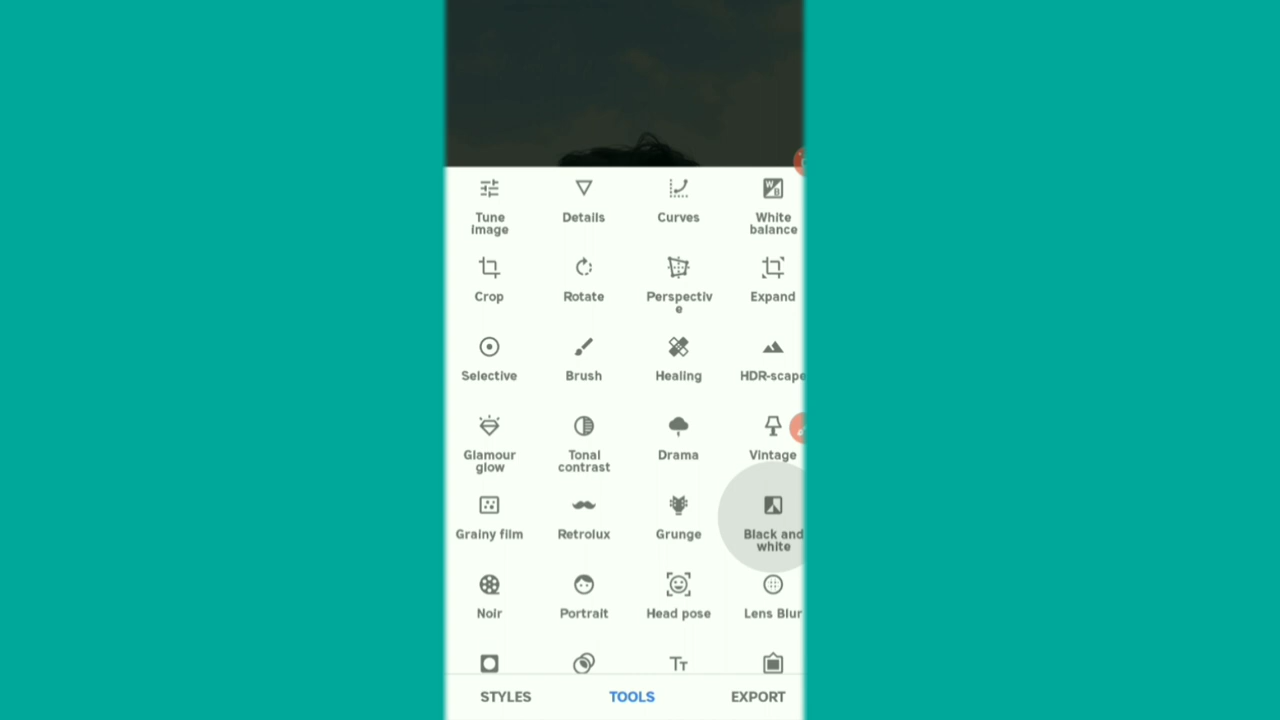 Tune
image
Details
Curves
White
balance
Crop
Rotate
Perspectiv
e
Expand
Selective
Brush
Healing
HDR-scape
Glamour
glow
Tonal
contrast
Drama
Vintage
Grainy film
Retrolux
Grunge
Black and
white
Noir
Portrait
Head pose
Lens Blur
STYLES
TOOLS
EXPORT